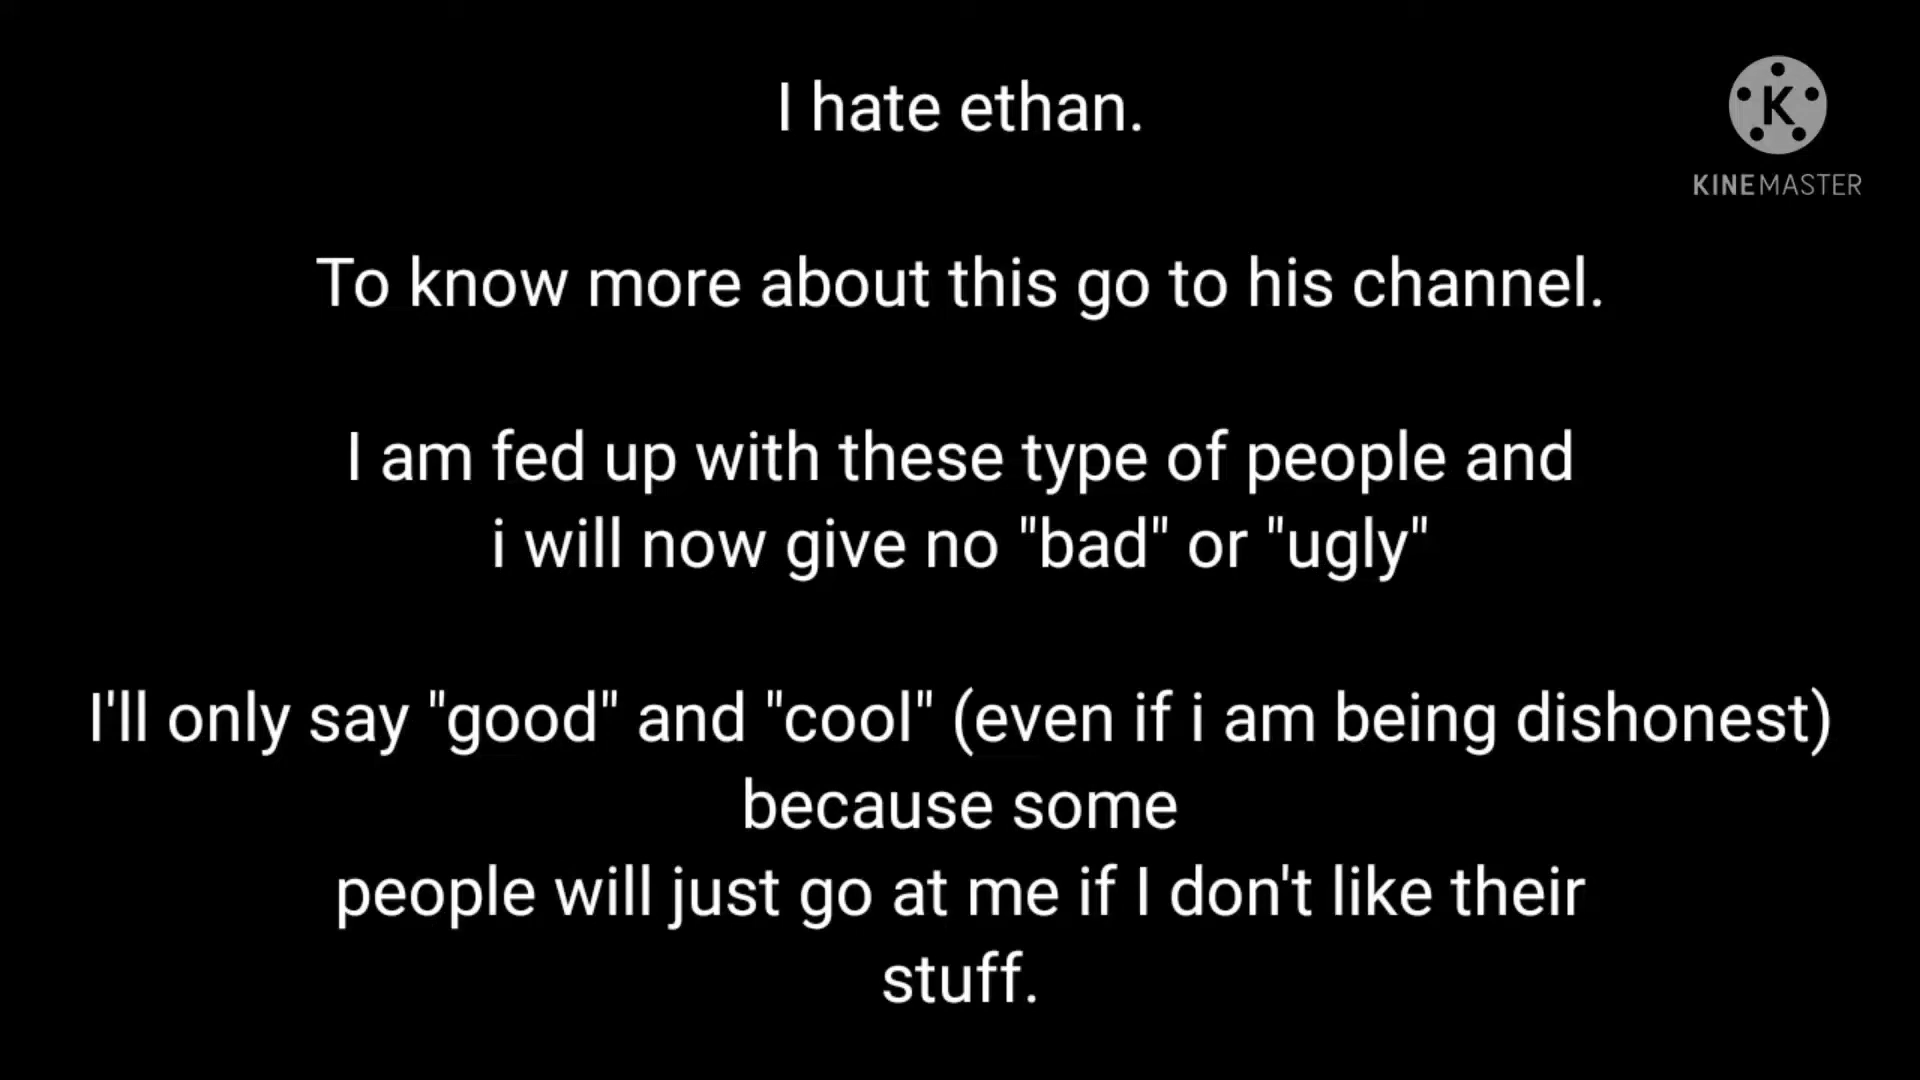 I hate ethan.
K
KINEMASTER
To know more about this go to his channel.
I am fed up with these type of people and
i will now give no "bad" or "ugly"
I'll only say "good" and "cool" (even if i am being dishonest)
because some
people will just go at me if I don't like their
stuff.